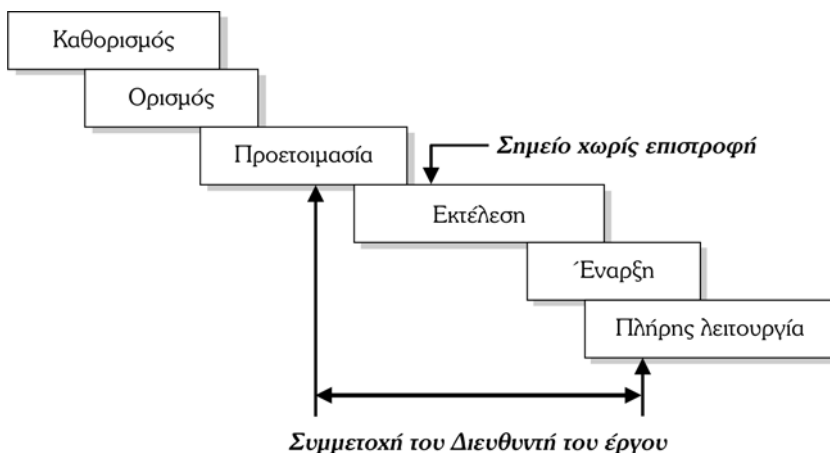 Καθορισμός
Ορισμός
Προετοιμασία
Σημείο χωρίς επιστροφή
Εκτέλεση
Έναρξη
Πλήρης λειτουργία
Συμμετοχή του Διευθυντή του έργου